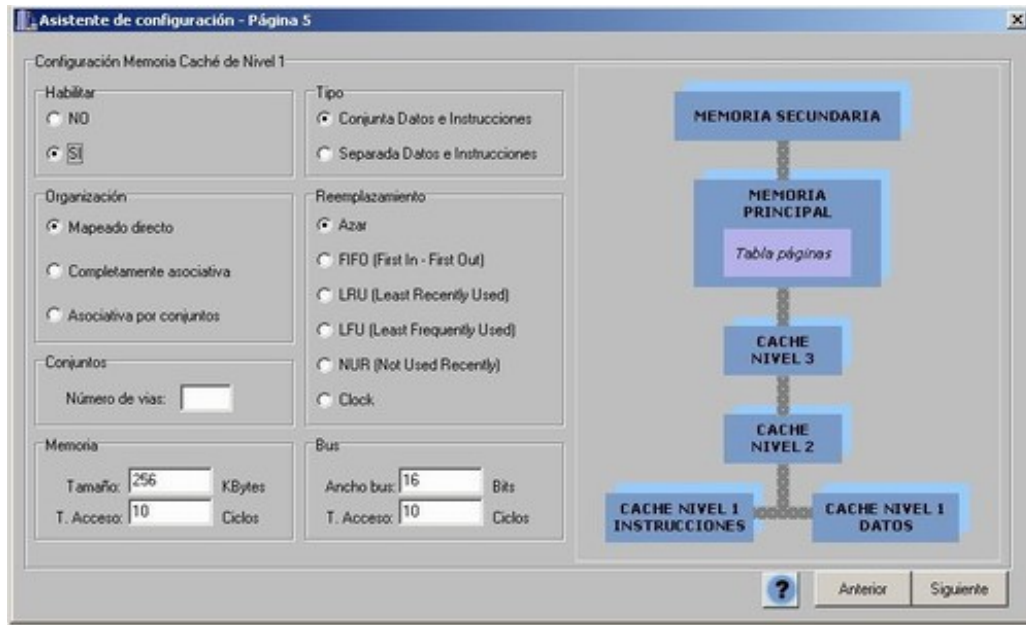 Asistente de configuración - Página 5
Configuración Memoria Caché de Nivel 1
Habilitar
NO
SI
Tipo
Conjunta Datos e Instrucciones
Separada Datos e Instrucciones
Organización
Mapeado directo
Completamente asociativa
Asociativa por conjuntos
Reemplazamiento
Azar
FIFO (First In - First Out)
LRU (Least Recently Used)
LFU (Least Frequently Used)
NUR (Not Used Recently)
Clock
Conjuntos
Número de vias:
Memoria
Tamaño: 256 KBytes
T. Acceso: 10 Ciclos
Bus
Ancho bus: 16 Bits
T. Acceso: 10 Ciclos
MEMORIA SECUNDARIA
MEMORIA
PRINCIPAL
Tabla páginas
CACHE
NIVEL 3
CACHE
NIVEL 2
CACHE NIVEL 1
INSTRUCCIONES
CACHE NIVEL 1
DATOS
?
Anterior
Siguiente